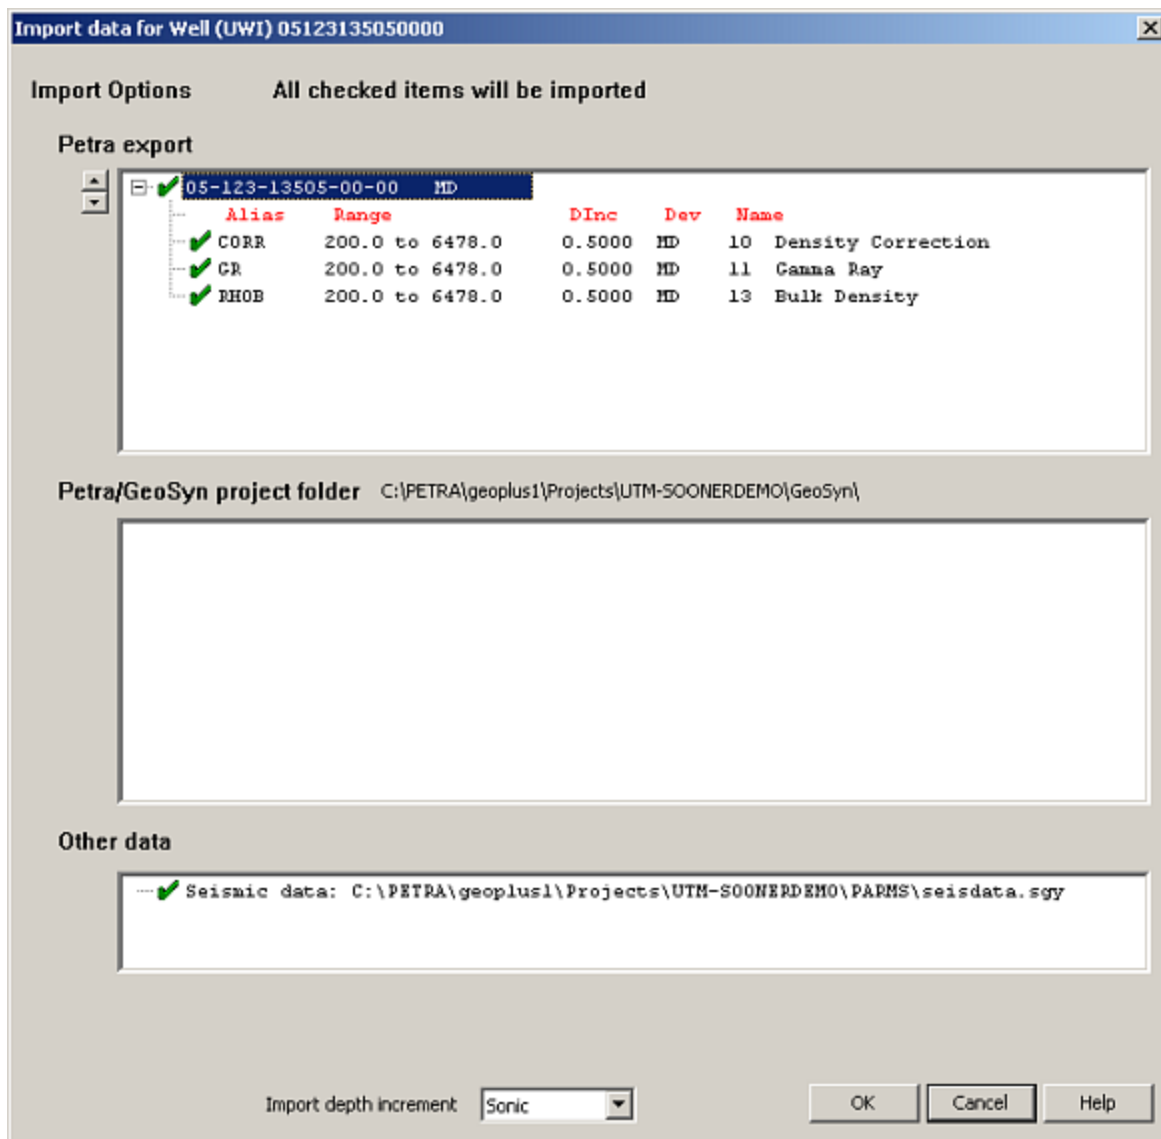 Import data for Well (UWI) 05123135050000
Import Options All checked items will be imported
Petra export
05-123-13505-00-00 MD
Alias Range DInc Dev Name
CORR 200.0 to 6478.0 0.5000 MD 10 Density Correction
GR 200.0 to 6478.0 0.5000 MD 11 Gamma Ray
RHOB 200.0 to 6478.0 0.5000 MD 13 Bulk Density
Petra/GeoSyn project folder C:\PETRA\geoplus1\Projects\UTM-SOONERDEMO\GeoSyn\
Other data
Seismic data: C:\PETRA\geoplus1\Projects\UTM-SOONERDEMO\PARMS\seisdata.sgy
Import depth increment Sonic OK Cancel Help